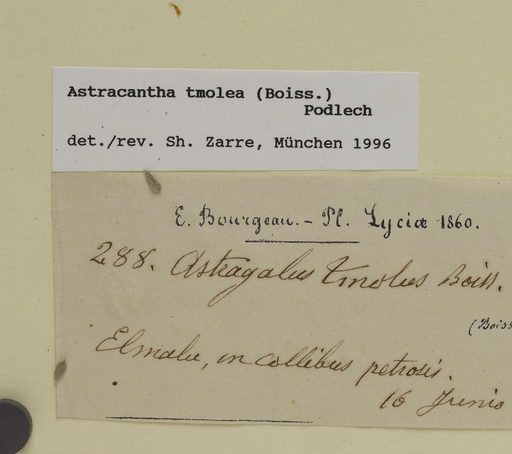 Astracantha tmolea (Boiss.)
Podlech
det./rev. Sh. Zarre, München 1996
E. Bourgeau. - Pl. Lyciæ 1860.
288. Astragalus tmolus Boiss.
(Boiss
Elmalu, in collibus petrosis.
16 Junio